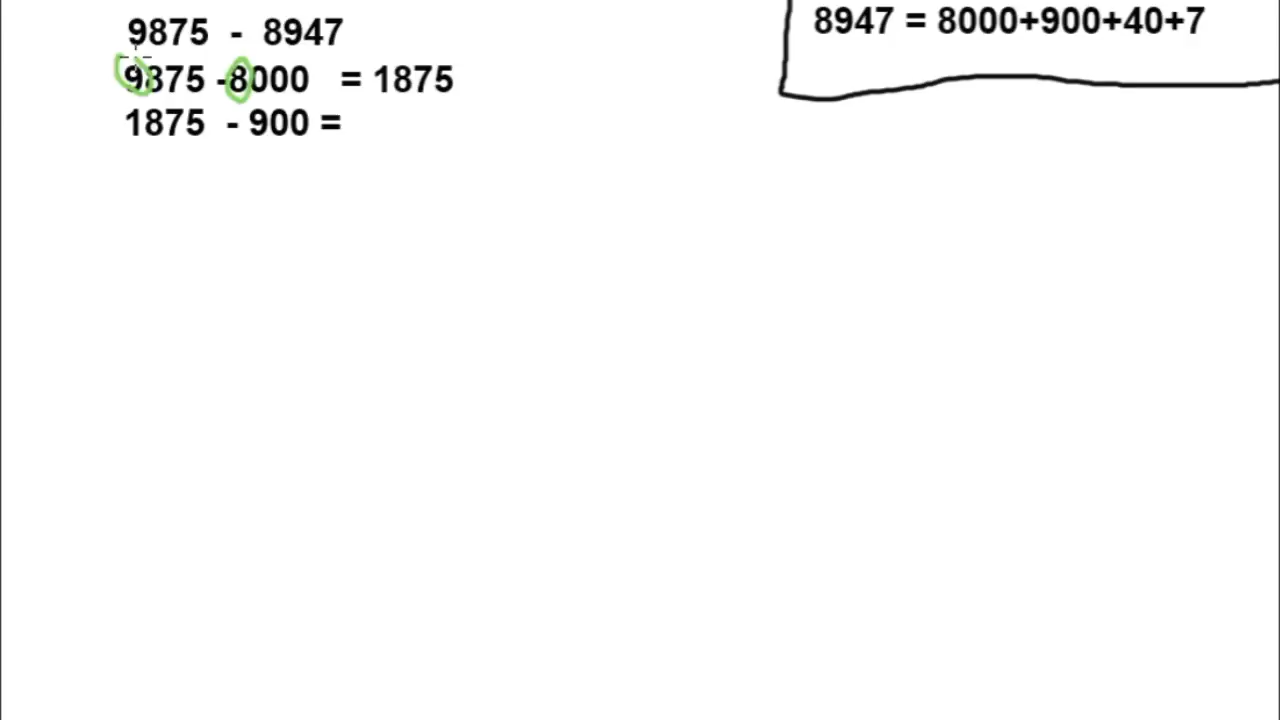 9875 - 8947
9875 -8000 = 1875
1875 - 900 =
8947 = 8000+900+40+7